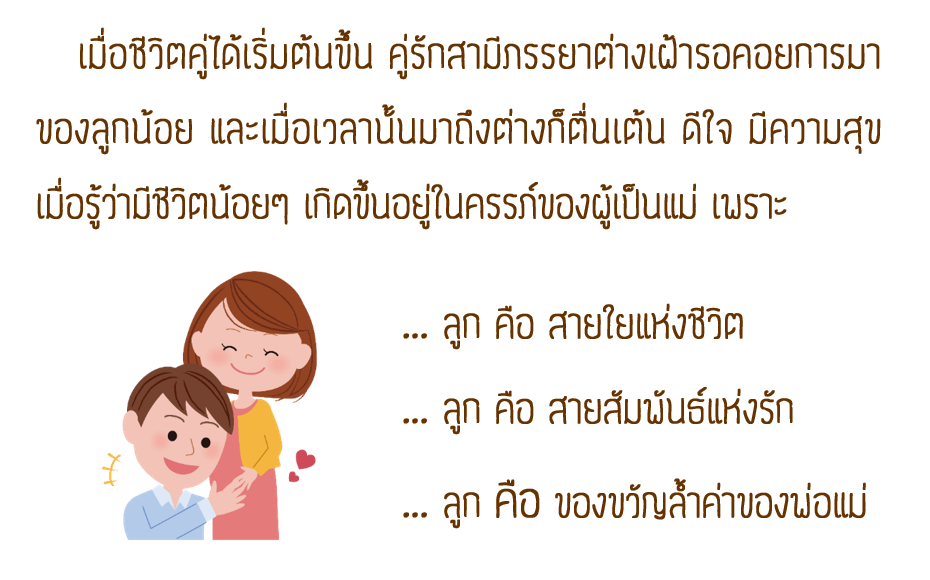 เมื่อชีวิตคู่ได้เริ่มต้นขึ้น คู่รักสามีภรรยาต่างเฝ้ารอคอยการมา
ของลูกน้อย และเมื่อเวลานั้นมาถึงต่างก็ตื่นเต้น ดีใจ มีความสุข
เมื่อรู้ว่ามีชีวิตน้อยๆ เกิดขึ้นอยู่ในครรภ์ของผู้เป็นแม่ เพราะ
... ลูก คือ สายใยแห่งชีวิต
... ลูก คือ สายสัมพันธ์แห่งรัก
... ลูก คือ ของขวัญล้ำค่าของพ่อแม่